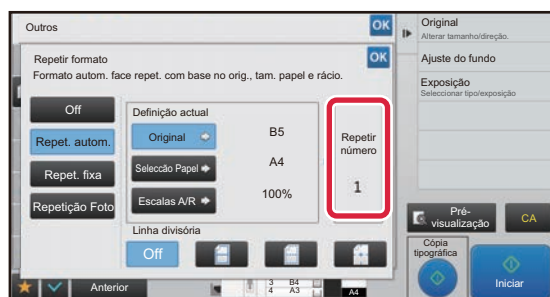 Outros
OK
Repetir formato
OK
Formato autom. face repet. com base no orig., tam. papel e rácio.
Off
Repet. autom.
Repet. fixa
Repetição Foto
Definição actual
Original
B5
Seleccão Papel
A4
Escalas A/R
100%
Repetir
número
1
Linha divisória
Off
Anterior
3 B4
4 A3
A4
Original
Alterar tamanho/direção.
Ajuste do fundo
Exposição
Seleccionar tipo/exposição
Pré-
visualização
CA
Cópia
tipográfica
Iniciar